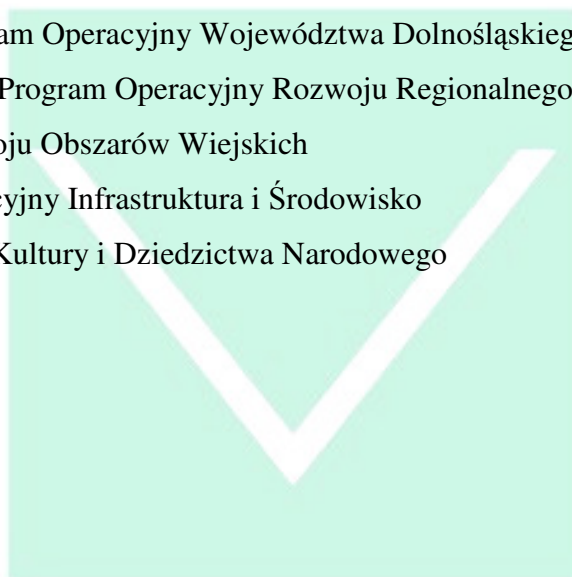 am Operacyjny Województwa Dolnośląskieg
Program Operacyjny Rozwoju Regionalnego
oju Obszarów Wiejskich
cyjny Infrastruktura i Środowisko
Kultury i Dziedzictwa Narodowego